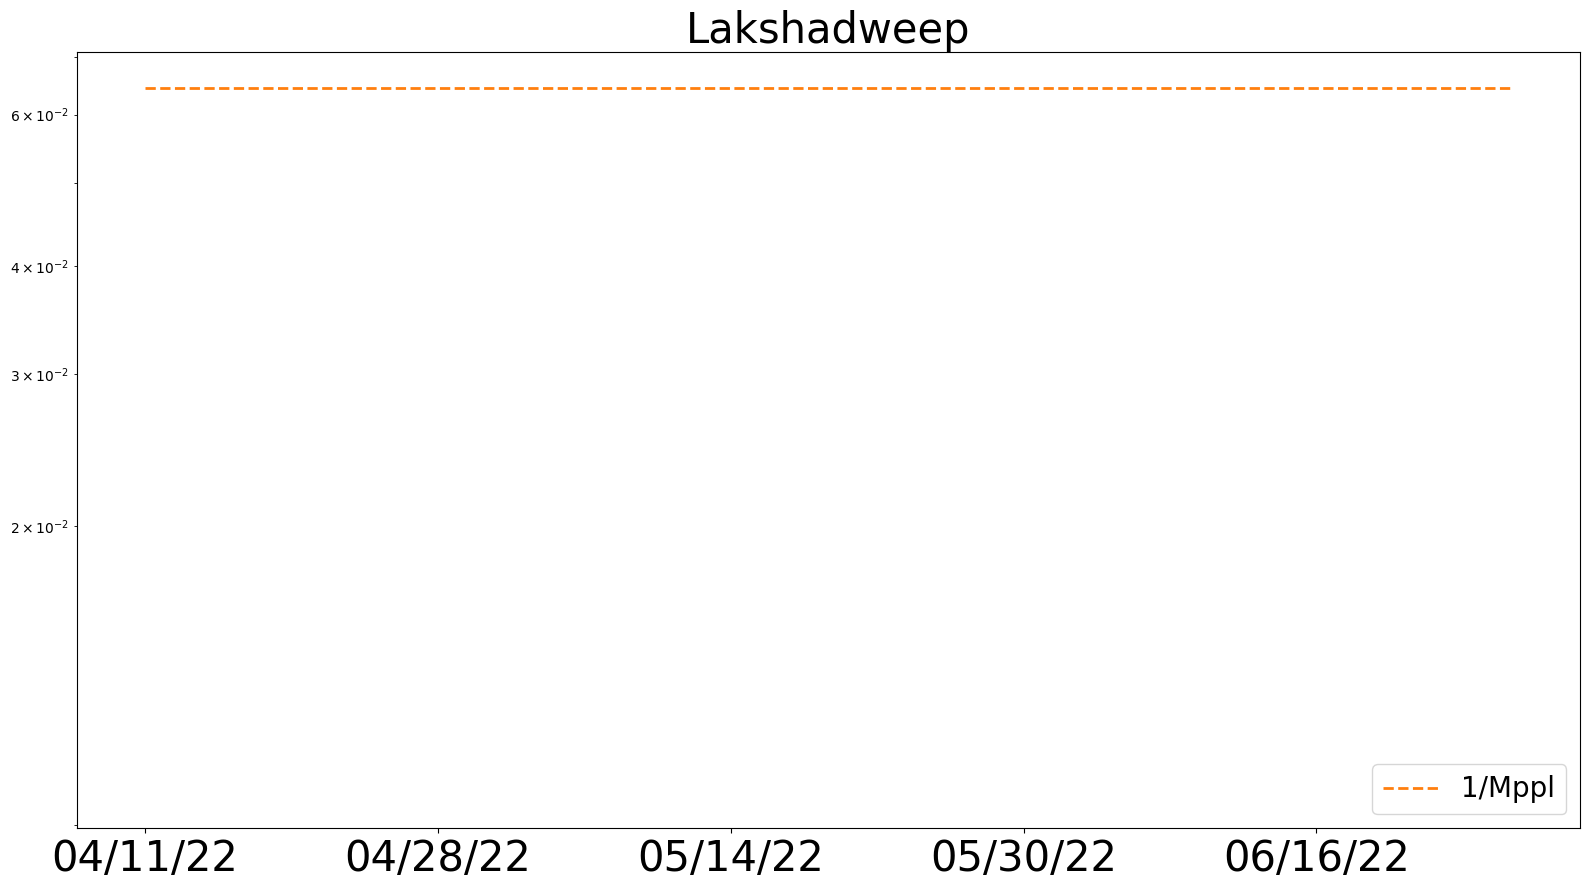 Lakshadweep
6 × 10⁻²
4 × 10⁻²
3 × 10⁻²
2 × 10⁻²
1/Mppl
04/11/22 04/28/22 05/14/22 05/30/22 06/16/22